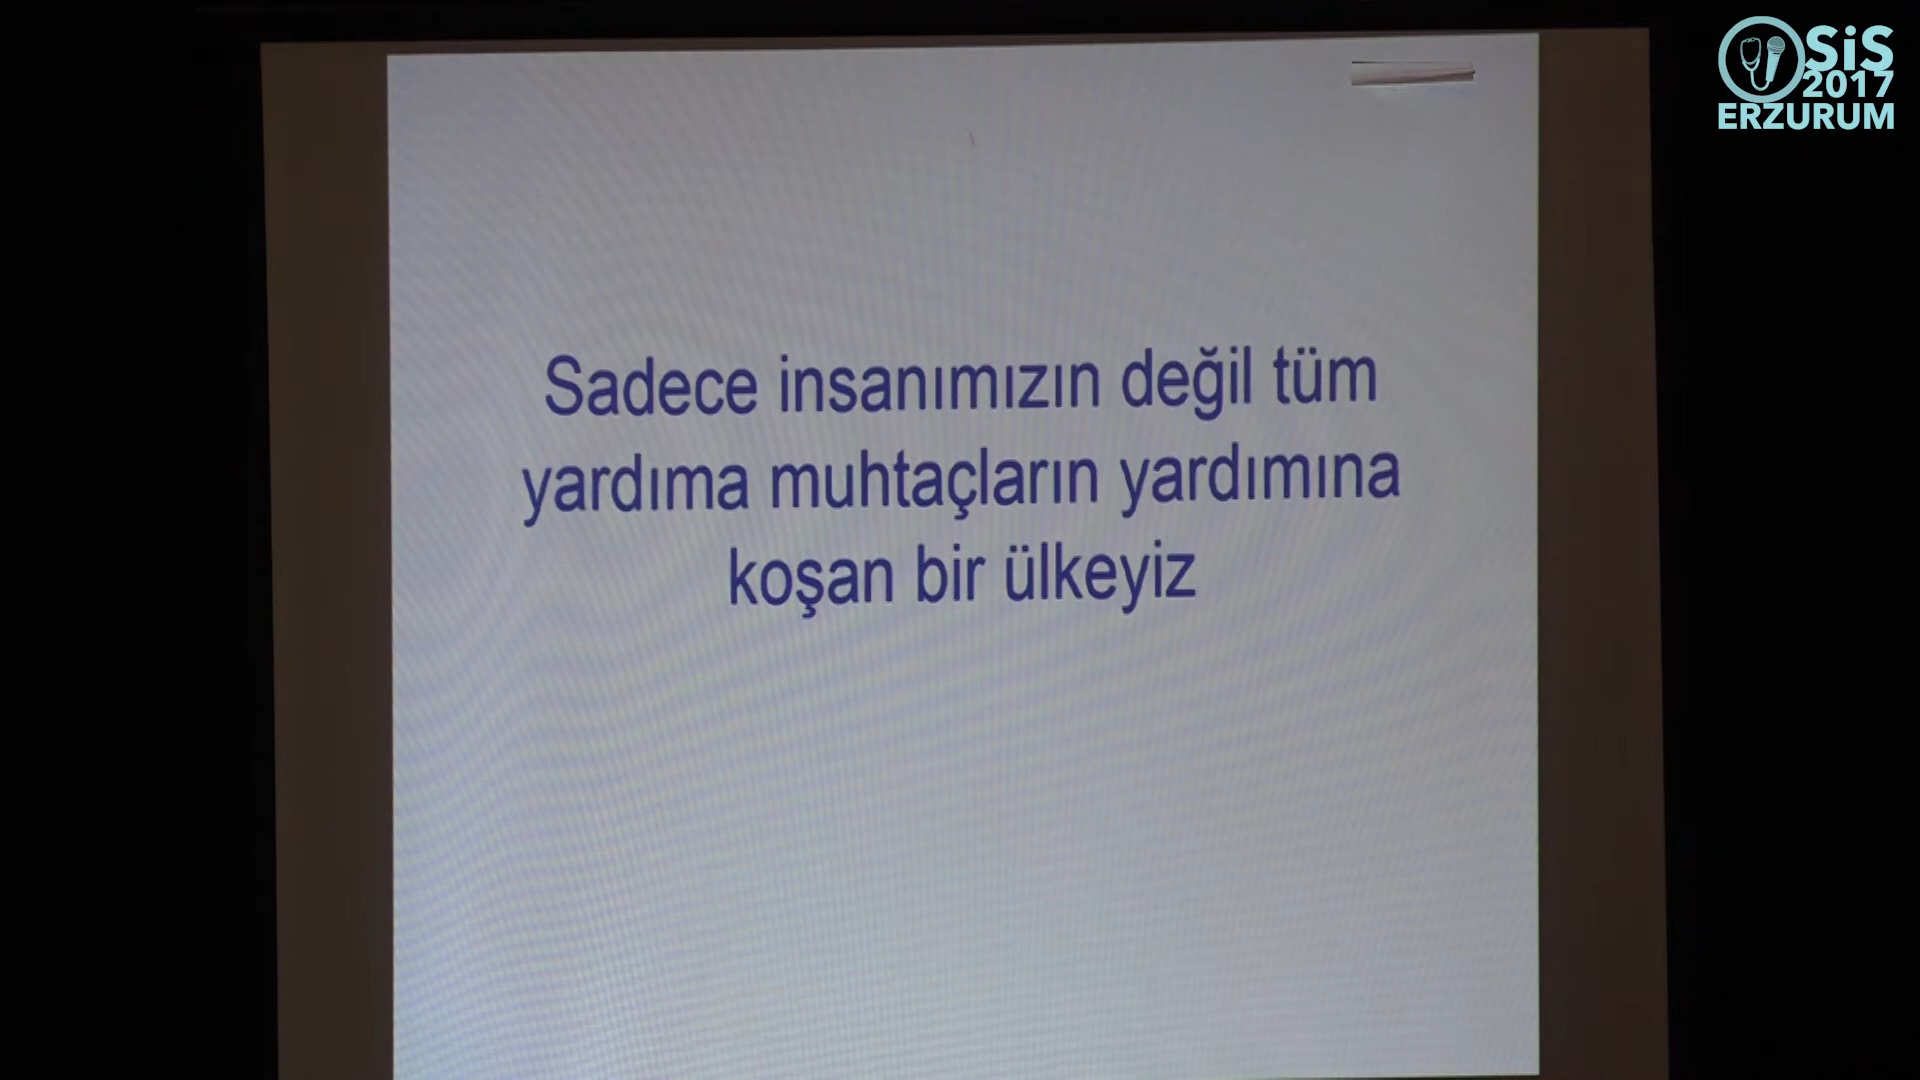 SiS
2017
ERZURUM
Sadece insanımızın değil tüm
yardıma muhtaçların yardımına
koşan bir ülkeyiz